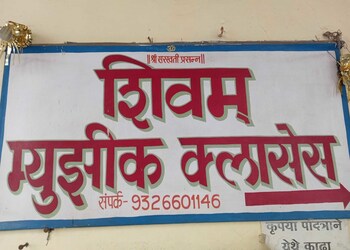 ॥श्री सरस्वती प्रसन्न॥
शिवम्
म्युझीक क्लासेस
संपर्क- 9326601146
कृपया पादत्राने
येथे काढा